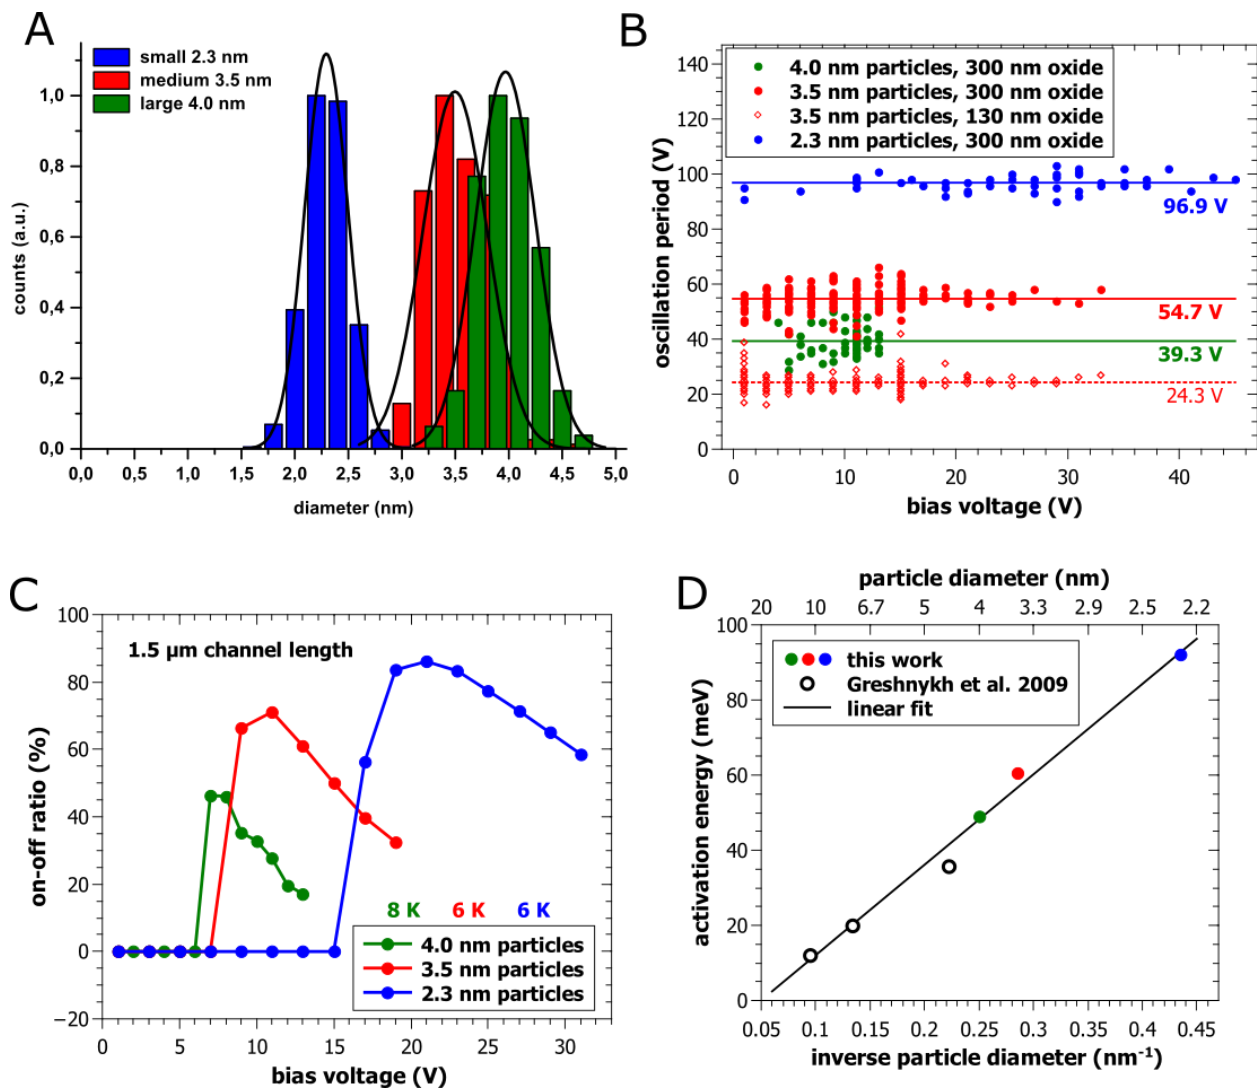 A
small 2.3 nm
medium 3.5 nm
large 4.0 nm
1,0
0,8
0,6
0,4
0,2
0,0
counts (a.u.)
0,0 0,5 1,0 1,5 2,0 2,5 3,0 3,5 4,0 4,5 5,0
diameter (nm)
B
4.0 nm particles, 300 nm oxide
3.5 nm particles, 300 nm oxide
3.5 nm particles, 130 nm oxide
2.3 nm particles, 300 nm oxide
140
120
100
80
60
40
20
0
oscillation period (V)
96.9 V
54.7 V
39.3 V
24.3 V
0 10 20 30 40
bias voltage (V)
C
1.5 μm channel length
100
80
60
40
20
0
−20
on-off ratio (%)
8 K 6 K 6 K
4.0 nm particles
3.5 nm particles
2.3 nm particles
0 5 10 15 20 25 30
bias voltage (V)
D
particle diameter (nm)
20 10 6.7 5 4 3.3 2.9 2.5 2.2
this work
Greshnykh et al. 2009
linear fit
100
80
60
40
20
0
activation energy (meV)
0.05 0.1 0.15 0.2 0.25 0.3 0.35 0.4 0.45
inverse particle diameter (nm⁻¹)